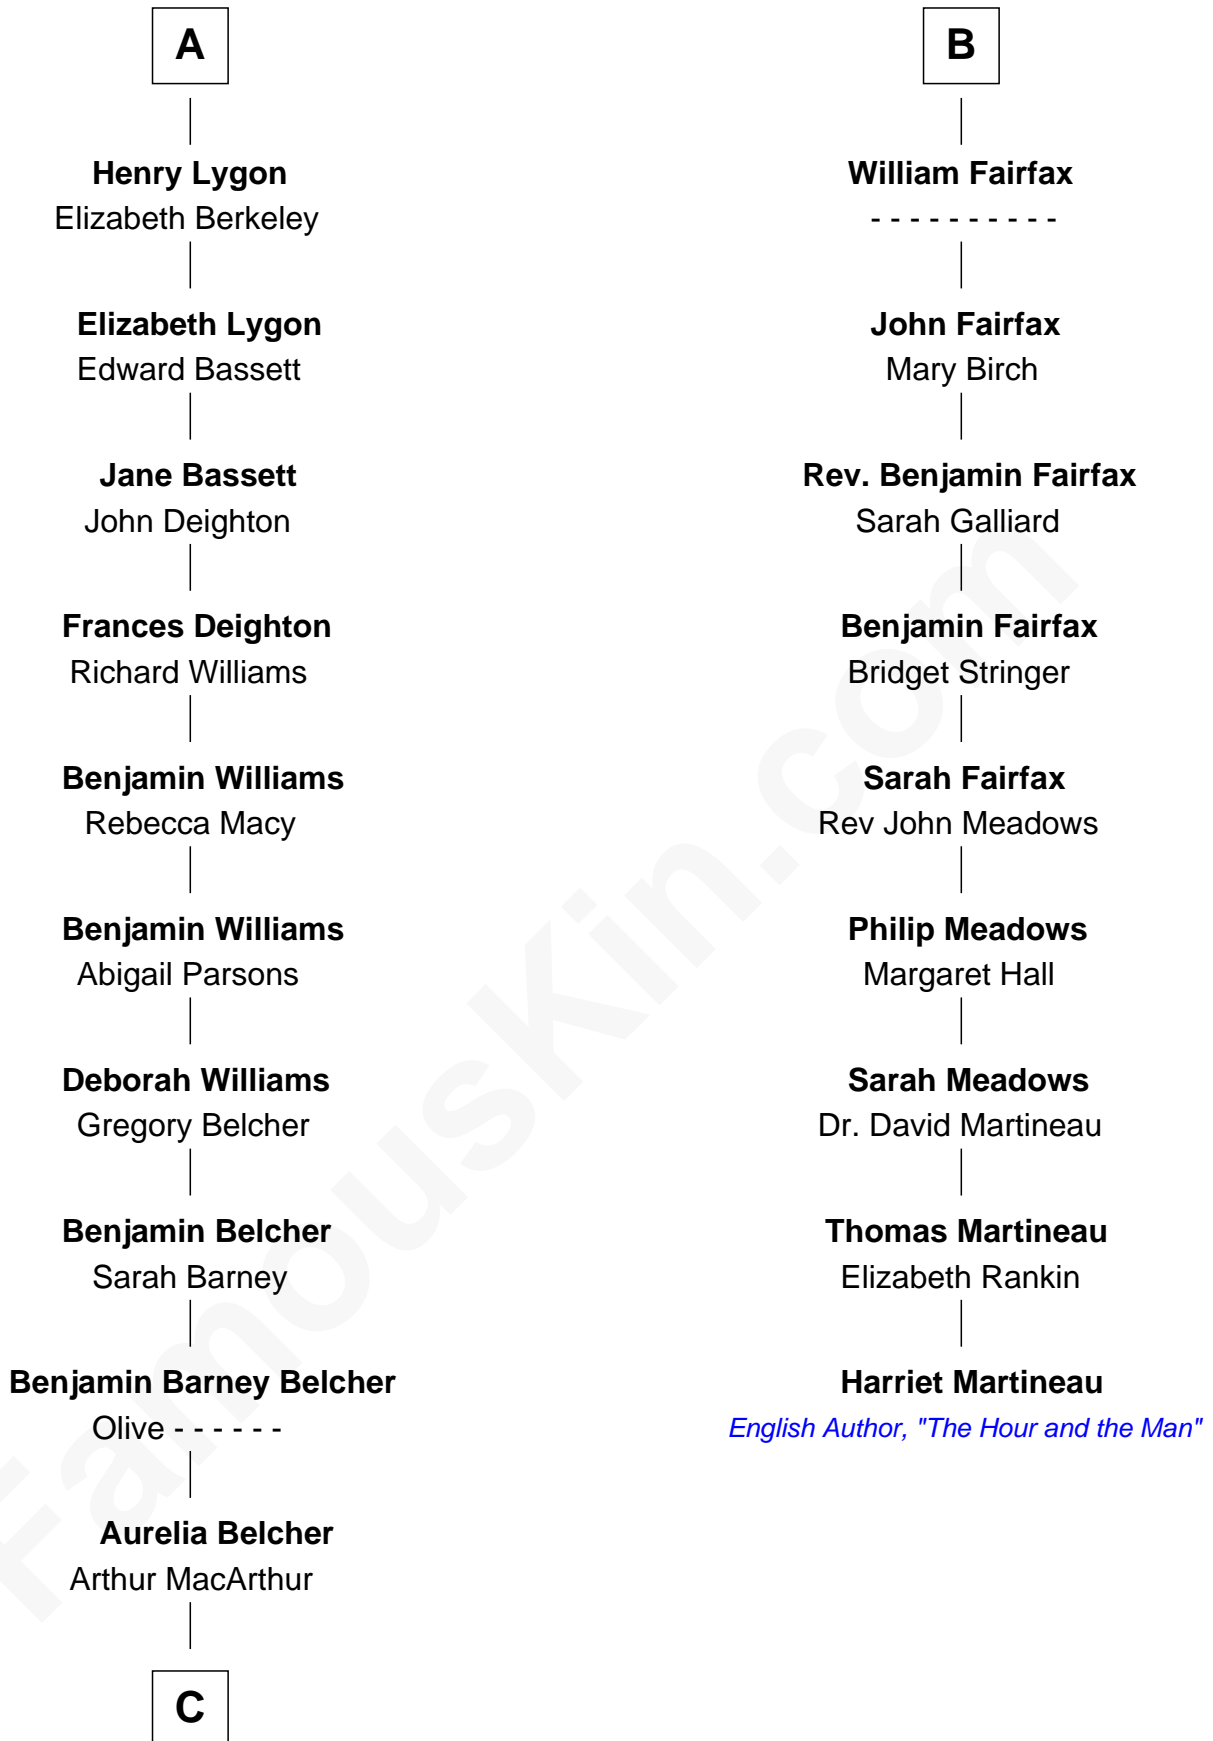 A
Henry Lygon
Elizabeth Berkeley
Elizabeth Lygon
Edward Bassett
Jane Bassett
John Deighton
Frances Deighton
Richard Williams
Benjamin Williams
Rebecca Macy
Benjamin Williams
Abigail Parsons
Deborah Williams
Gregory Belcher
Benjamin Belcher
Sarah Barney
Benjamin Barney Belcher
Olive - - - - - -
Aurelia Belcher
Arthur MacArthur
C
B
William Fairfax
- - - - - - - - - -
John Fairfax
Mary Birch
Rev. Benjamin Fairfax
Sarah Galliard
Benjamin Fairfax
Bridget Stringer
Sarah Fairfax
Rev John Meadows
Philip Meadows
Margaret Hall
Sarah Meadows
Dr. David Martineau
Thomas Martineau
Elizabeth Rankin
Harriet Martineau
English Author, "The Hour and the Man"
FamousKin.com